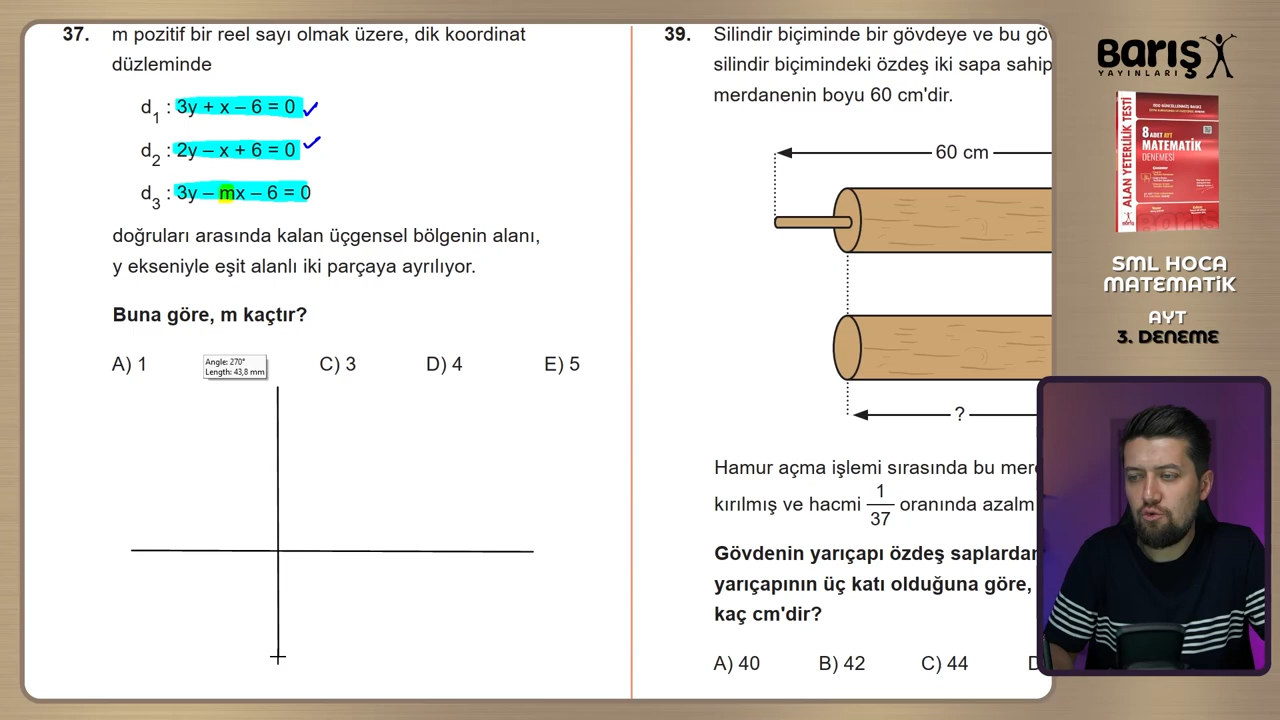 37. m pozitif bir reel sayı olmak üzere, dik koordinat
düzleminde
d1 : 3y + x – 6 = 0
d2 : 2y – x + 6 = 0
d3 : 3y – mx – 6 = 0
doğruları arasında kalan üçgensel bölgenin alanı,
y ekseniyle eşit alanlı iki parçaya ayrılıyor.
Buna göre, m kaçtır?
A) 1 C) 3 D) 4 E) 5
Angle: 270°
Length: 43,8 mm
39. Silindir biçiminde bir gövdeye ve bu gö
silindir biçimindeki özdeş iki sapa sahip
merdanenin boyu 60 cm'dir.
60 cm
?
Hamur açma işlemi sırasında bu mer
kırılmış ve hacmi 1/37 oranında azalm
Gövdenin yarıçapı özdeş saplardar
yarıçapının üç katı olduğuna göre,
kaç cm'dir?
A) 40 B) 42 C) 44 D
BARIŞ
YAYINLARI
ALAN YETERLİLİK TESTİ
8 ADET AYT
MATEMATİK
DENEMESİ
SML HOCA
MATEMATİK
AYT
3. DENEME